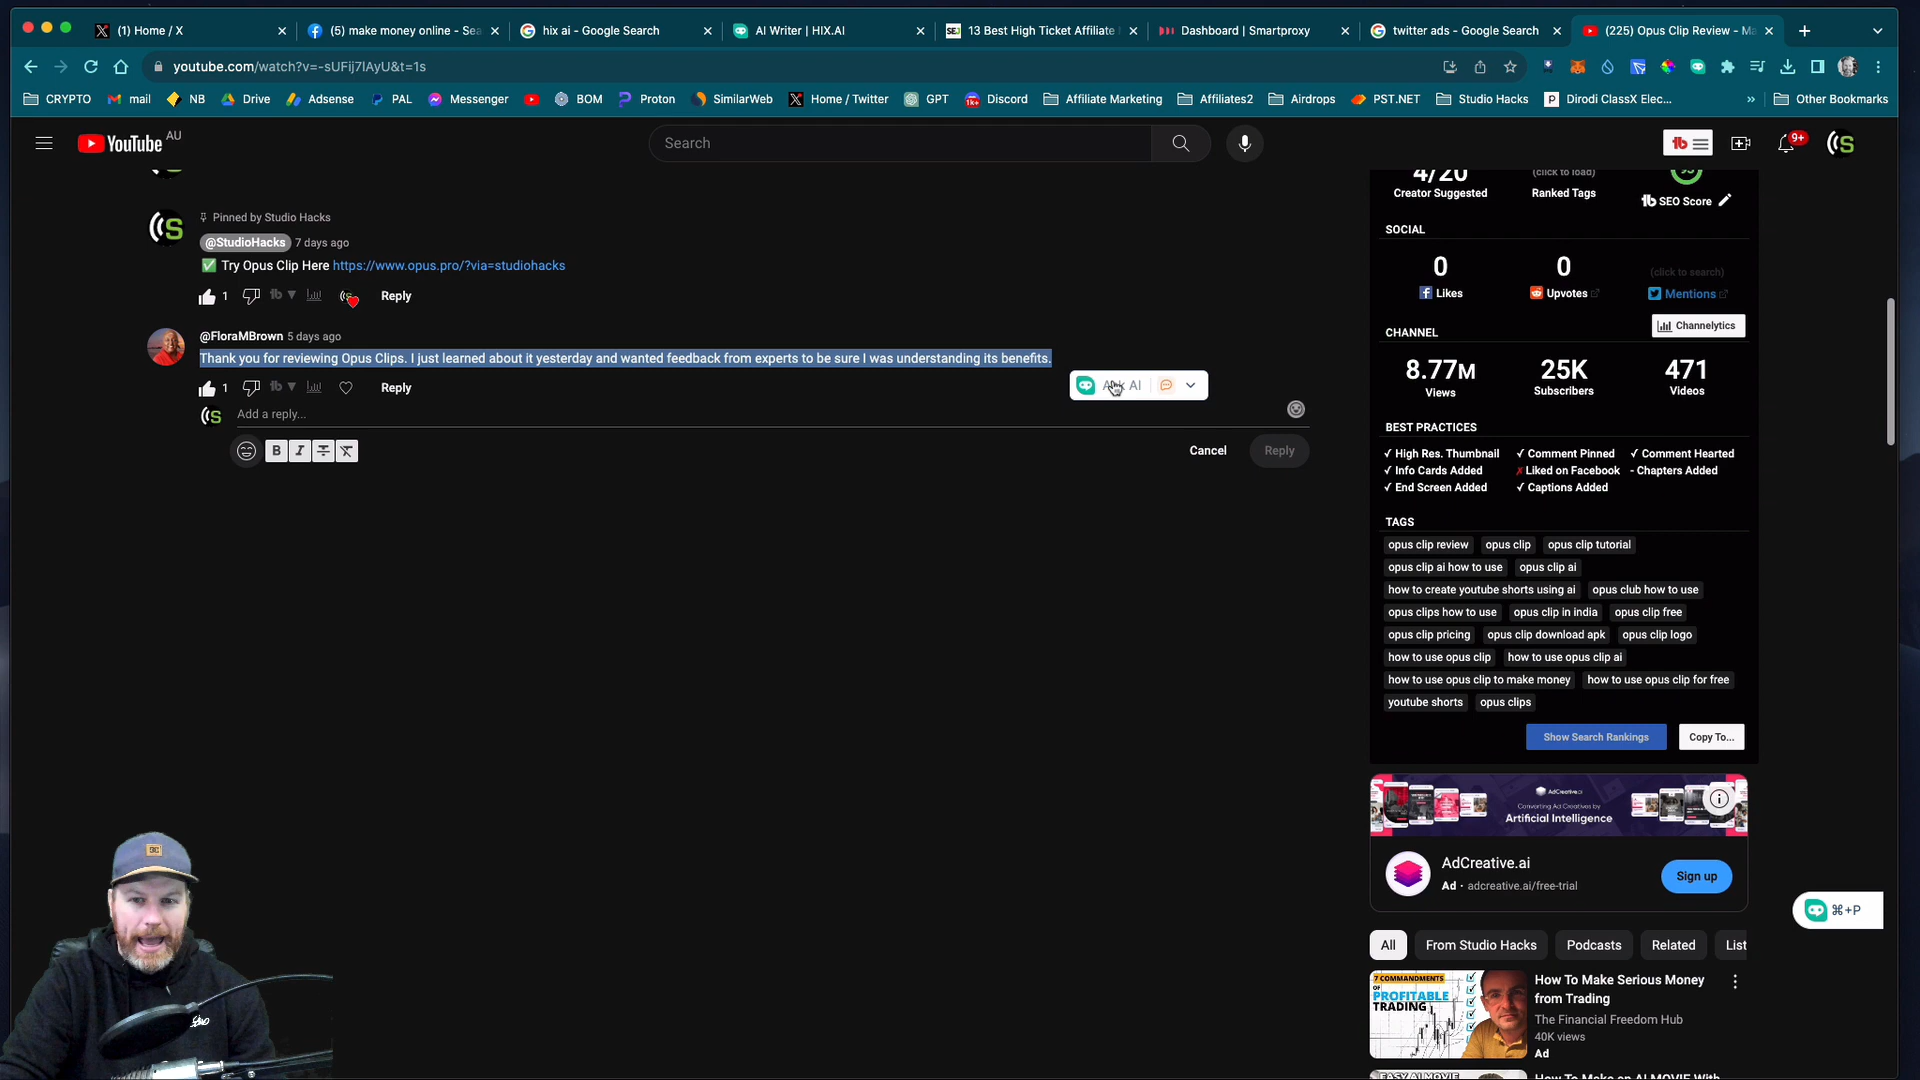 (1) Home / X
(5) make money online - Sea
hix ai - Google Search
AI Writer | HIX.AI
13 Best High Ticket Affiliate
Dashboard | Smartproxy
twitter ads - Google Search
(225) Opus Clip Review - Ma
youtube.com/watch?v=-sUFij7lAyU&t=1s
CRYPTO
mail
NB
Drive
Adsense
PAL
Messenger
SimilarWeb
BOM
Proton
Home / Twitter
GPT
Discord
Affiliate Marketing
Affiliates2
Airdrops
PST.NET
Studio Hacks
Dirodi ClassX Elec...
»
Other Bookmarks
YouTube AU
Search
9+
Pinned by Studio Hacks
@StudioHacks 7 days ago
✅ Try Opus Clip Here https://www.opus.pro/?via=studiohacks
1
Reply
@FloraMBrown 5 days ago
Thank you for reviewing Opus Clips. I just learned about it yesterday and wanted feedback from experts to be sure I was understanding its benefits.
1
Reply
Ask AI
Add a reply...
B I
Cancel
Reply
4/20
Creator Suggested
(click to load)
Ranked Tags
SEO Score
SOCIAL
0
Likes
0
Upvotes
(click to search)
Mentions
CHANNEL
Channelytics
8.77M
Views
25K
Subscribers
471
Videos
BEST PRACTICES
✓ High Res. Thumbnail
✓ Comment Pinned
✓ Comment Hearted
✓ Info Cards Added
✗ Liked on Facebook
- Chapters Added
✓ End Screen Added
✓ Captions Added
TAGS
opus clip review
opus clip
opus clip tutorial
opus clip ai how to use
opus clip ai
how to create youtube shorts using ai
opus club how to use
opus clips how to use
opus clip in india
opus clip free
opus clip pricing
opus clip download apk
opus clip logo
how to use opus clip
how to use opus clip ai
how to use opus clip to make money
how to use opus clip for free
youtube shorts
opus clips
Show Search Rankings
Copy To...
AdCreative.ai
Converting Ad Creatives by
Artificial Intelligence
AdCreative.ai
Ad · adcreative.ai/free-trial
Sign up
⌘+P
All
From Studio Hacks
Podcasts
Related
List
7 COMMANDMENTS
OF PROFITABLE
TRADING
How To Make Serious Money
from Trading
The Financial Freedom Hub
40K views
Ad